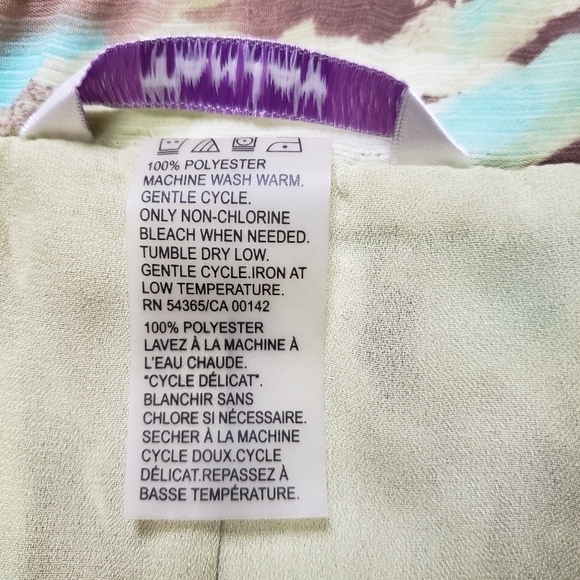 100% POLYESTER
MACHINE WASH WARM.
GENTLE CYCLE.
ONLY NON-CHLORINE
BLEACH WHEN NEEDED.
TUMBLE DRY LOW.
GENTLE CYCLE.IRON AT
LOW TEMPERATURE.
RN 54365/CA 00142
100% POLYESTER
LAVEZ À LA MACHINE À
L'EAU CHAUDE.
"CYCLE DÉLICAT".
BLANCHIR SANS
CHLORE SI NÉCESSAIRE.
SECHER À LA MACHINE
CYCLE DOUX.CYCLE
DÉLICAT.REPASSEZ À
BASSE TEMPÉRATURE.